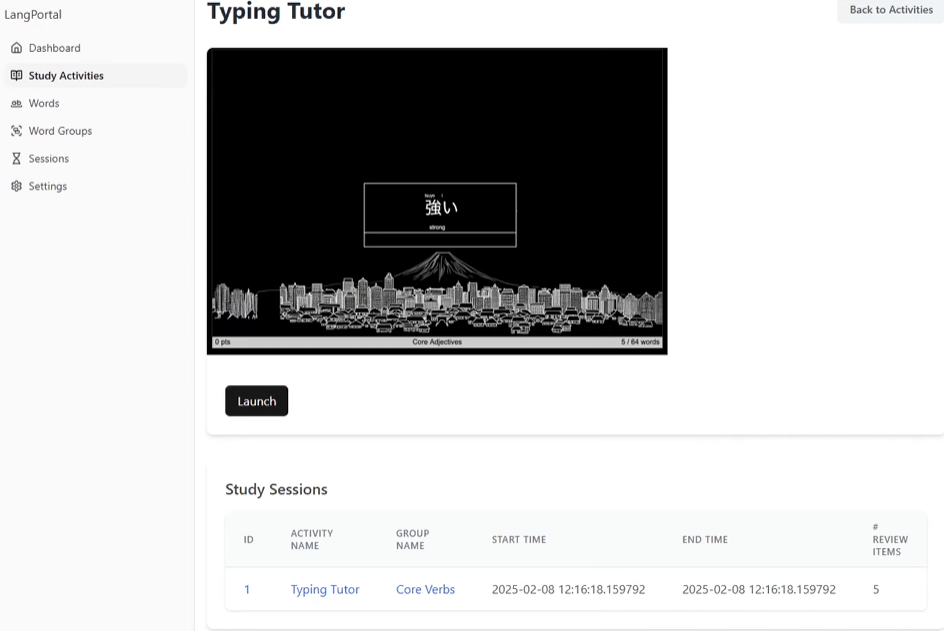 LangPortal
Dashboard
Study Activities
Words
Word Groups
Sessions
Settings
Typing Tutor
Back to Activities
強い
strong
0 pts
Core Adjectives
5 / 64 words
Launch
Study Sessions
ID
ACTIVITY NAME
GROUP NAME
START TIME
END TIME
# REVIEW ITEMS
1
Typing Tutor
Core Verbs
2025-02-08 12:16:18.159792
2025-02-08 12:16:18.159792
5